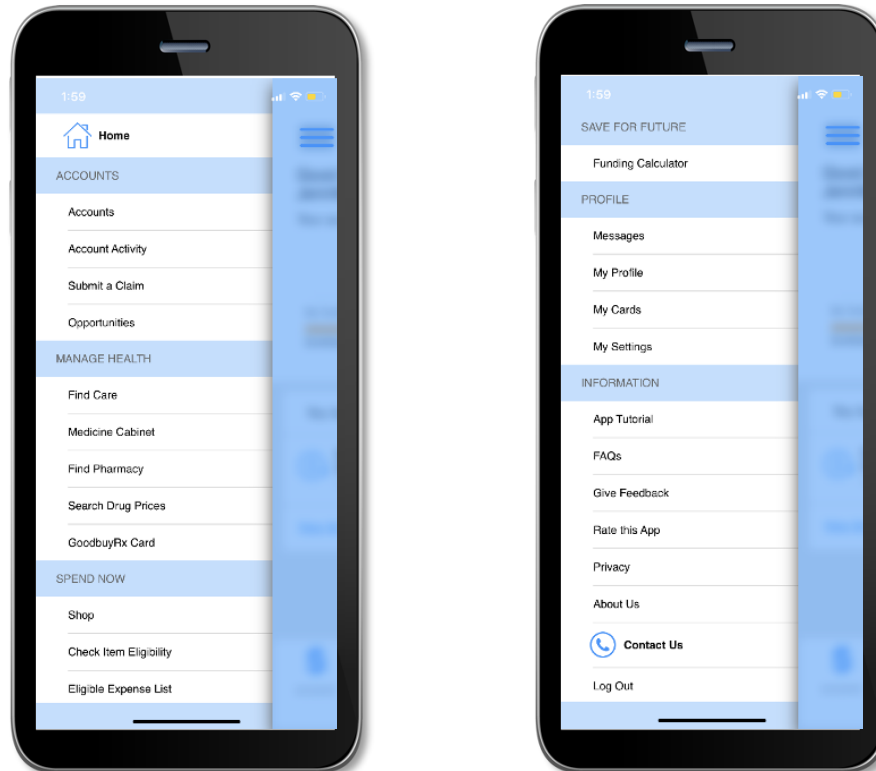 1:59
Home
ACCOUNTS
Accounts
Account Activity
Submit a Claim
Opportunities
MANAGE HEALTH
Find Care
Medicine Cabinet
Find Pharmacy
Search Drug Prices
GoodbuyRx Card
SPEND NOW
Shop
Check Item Eligibility
Eligible Expense List
1:59
SAVE FOR FUTURE
Funding Calculator
PROFILE
Messages
My Profile
My Cards
My Settings
INFORMATION
App Tutorial
FAQs
Give Feedback
Rate this App
Privacy
About Us
Contact Us
Log Out